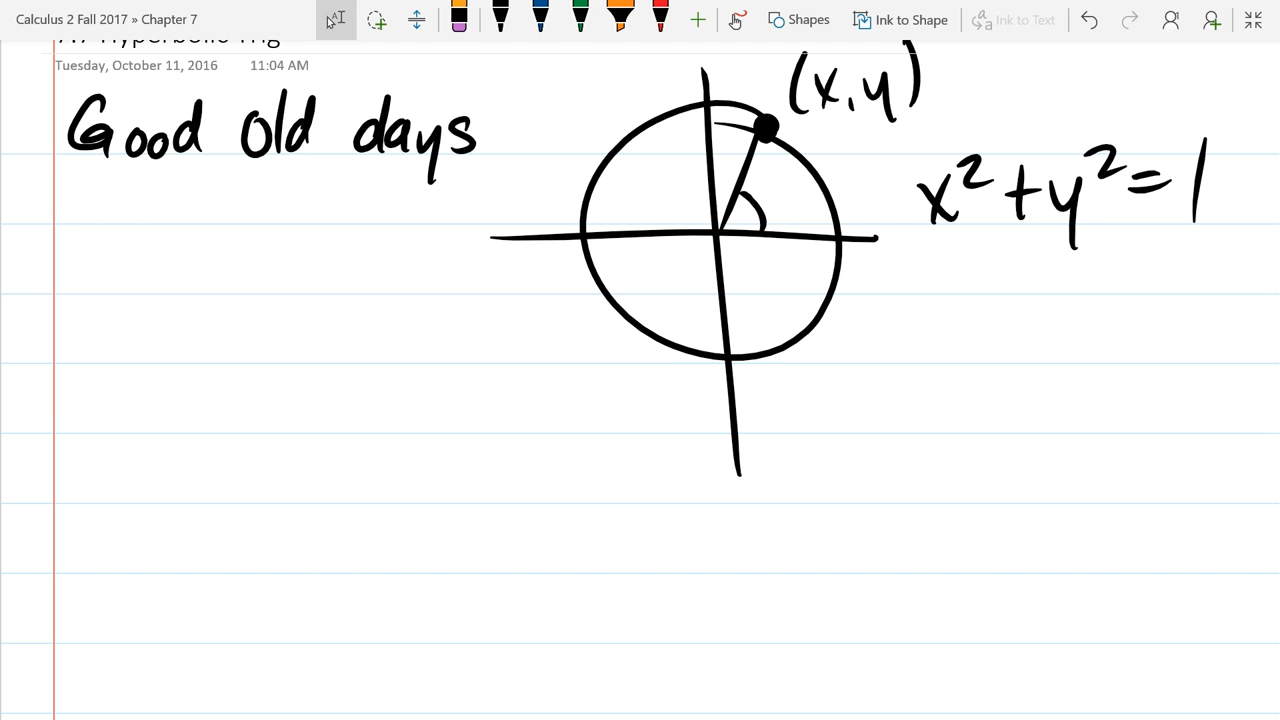 Calculus 2 Fall 2017 » Chapter 7
Shapes
Ink to Shape
Ink to Text
Tuesday, October 11, 2016 11:04 AM
Good Old days
(x,y)
x²+y²=1